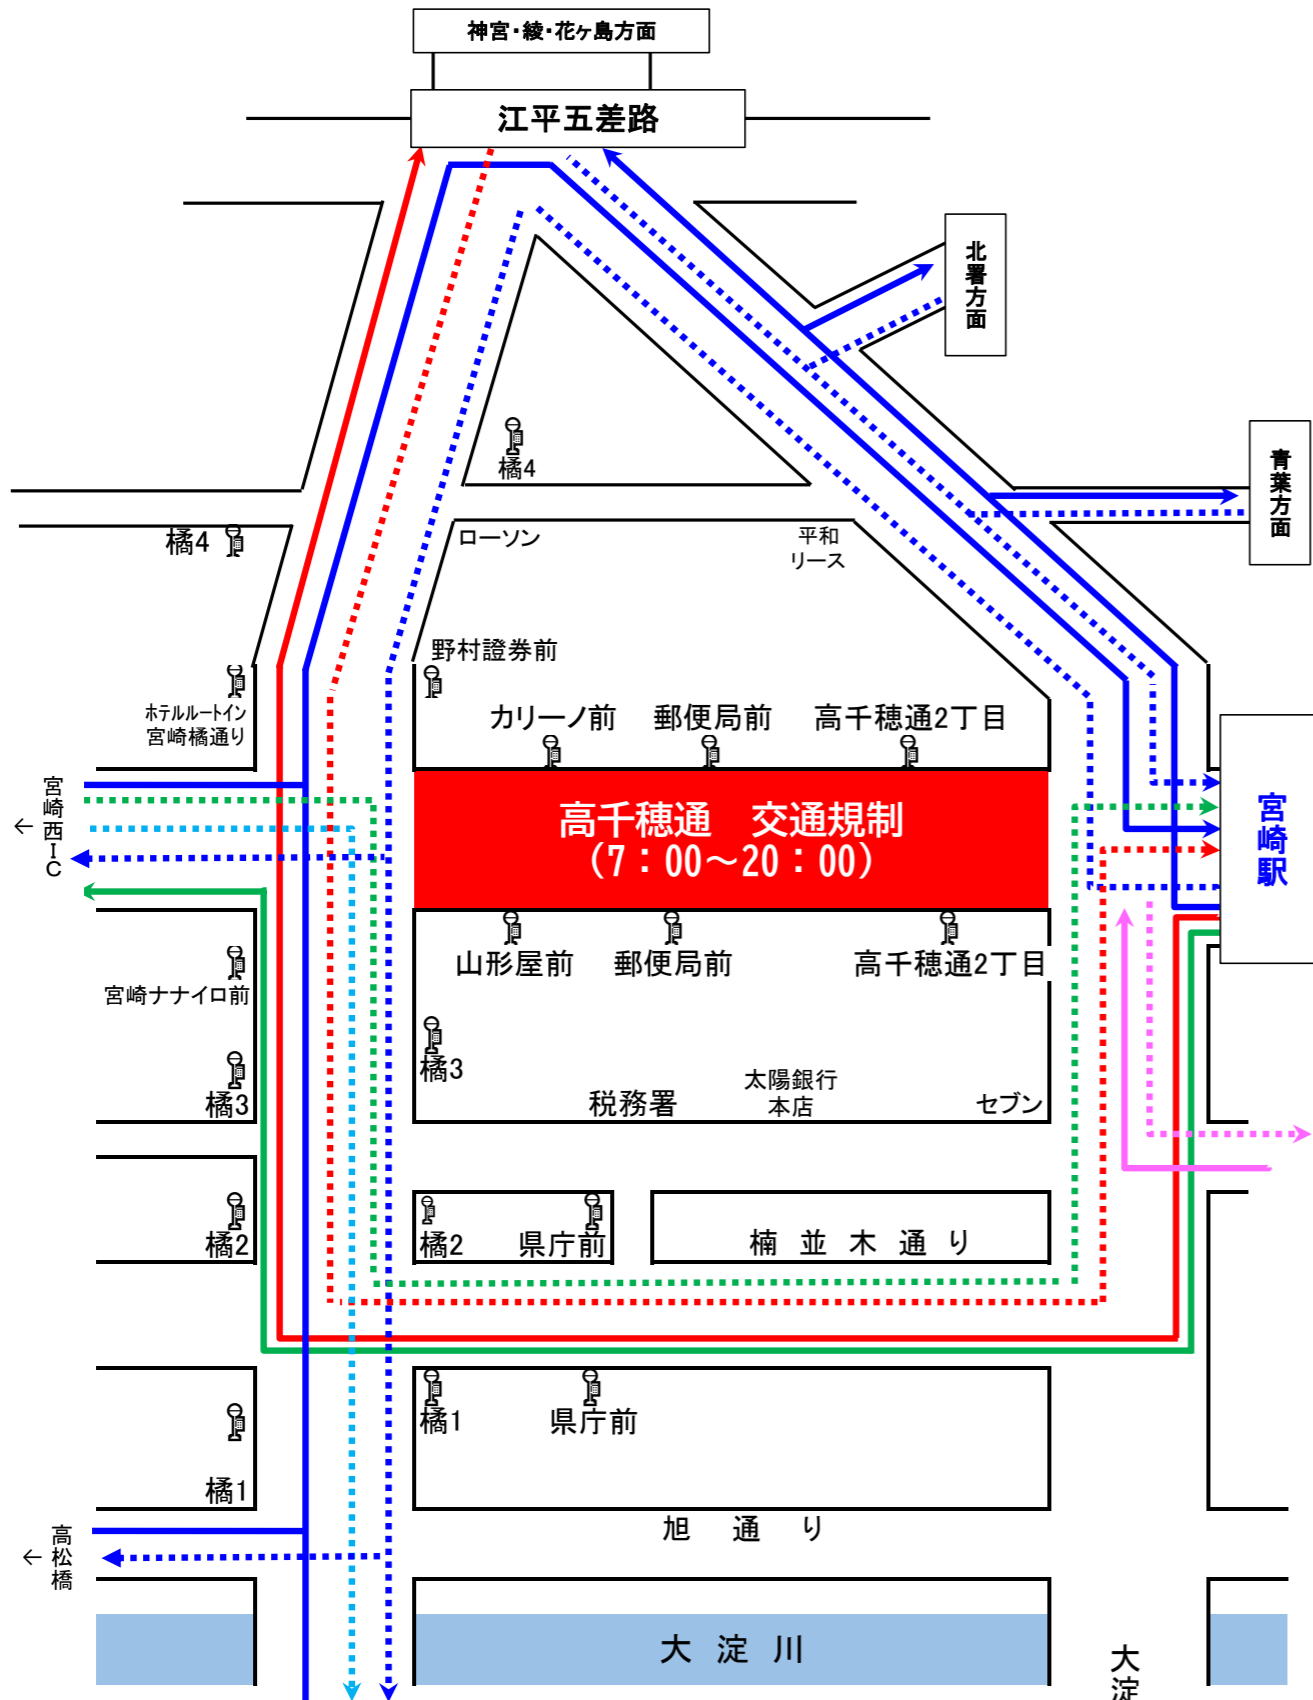 神宮・綾・花ヶ島方面
江平五差路
北署方面
青葉方面
橘4
橘4
ローソン
平和
リース
野村證券前
ホテルルートイン
宮崎橘通り
カリーノ前
郵便局前
高千穂通2丁目
←
宮崎西IC
高千穂通　交通規制
（7：00～20：00）
宮崎駅
山形屋前
郵便局前
高千穂通2丁目
宮崎ナナイロ前
橘3
橘3
税務署
太陽銀行
本店
セブン
橘2
橘2
県庁前
楠並木通り
橘1
県庁前
橘1
旭通り
←
高松橋
大淀川
大淀